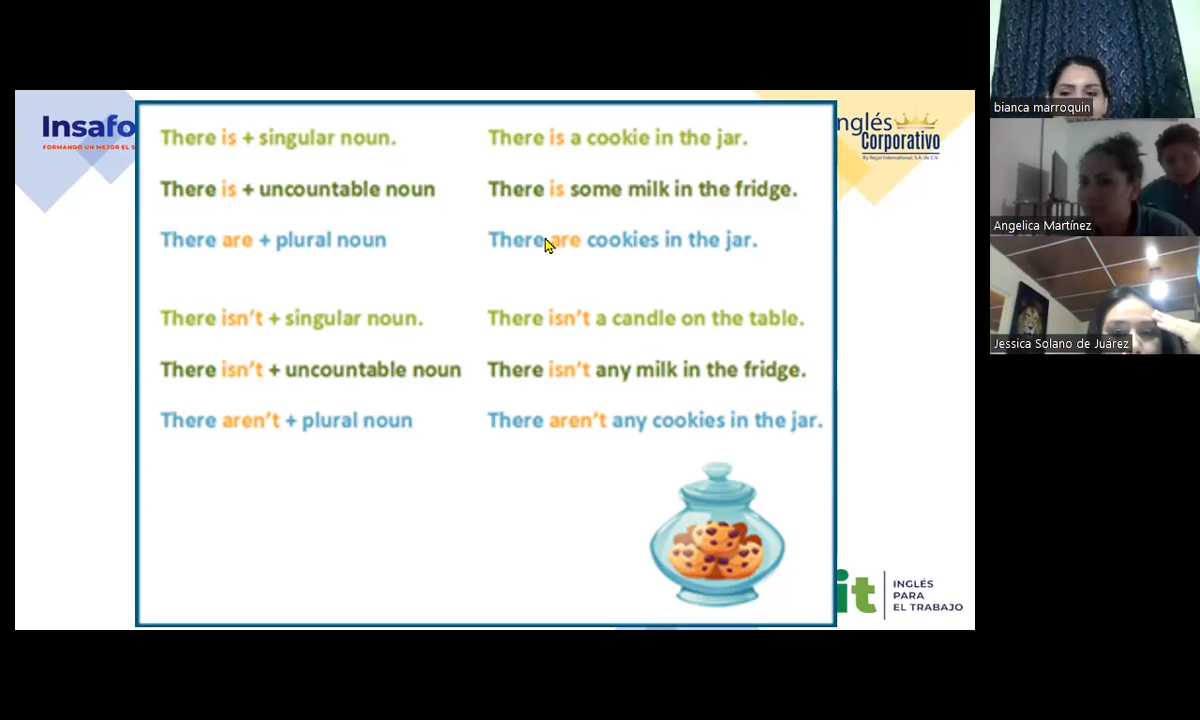 Insafo
FORMANDO UN MEJOR EL S
nglés
Corporativo
By Regal International, S.A. de C.V.
There is + singular noun.
There is a cookie in the jar.
There is + uncountable noun
There is some milk in the fridge.
There are + plural noun
There are cookies in the jar.
There isn't + singular noun.
There isn't a candle on the table.
There isn't + uncountable noun
There isn't any milk in the fridge.
There aren't + plural noun
There aren't any cookies in the jar.
it
INGLÉS
PARA
EL TRABAJO
bianca marroquin
Angelica Martínez
Jessica Solano de Juárez